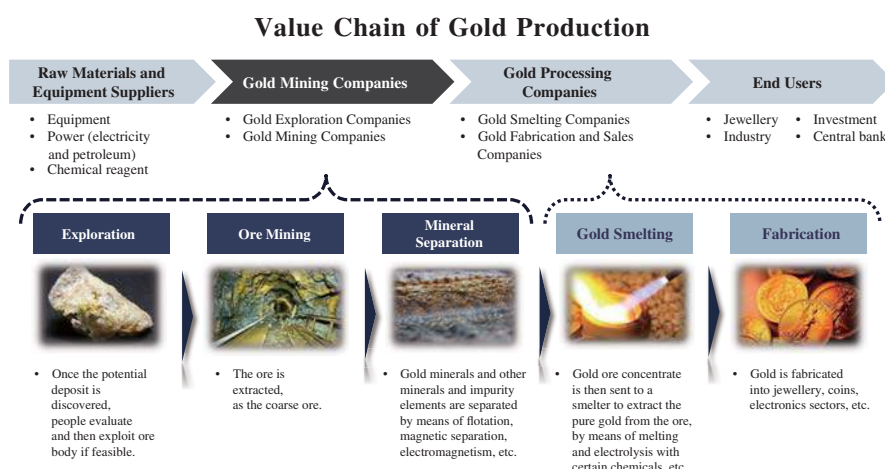 Value Chain of Gold Production
Raw Materials and
Equipment Suppliers
Gold Mining Companies
Gold Processing
Companies
End Users
• Equipment
• Power (electricity
and petroleum)
• Chemical reagent
• Gold Exploration Companies
• Gold Mining Companies
• Gold Smelting Companies
• Gold Fabrication and Sales
Companies
• Jewellery • Investment
• Industry • Central bank
Exploration
Ore Mining
Mineral
Separation
Gold Smelting
Fabrication
• Once the potential
deposit is
discovered,
people evaluate
and then exploit ore
body if feasible.
• The ore is
extracted,
as the coarse ore.
• Gold minerals and other
minerals and impurity
elements are separated
by means of flotation,
magnetic separation,
electromagnetism, etc.
• Gold ore concentrate
is then sent to a
smelter to extract the
pure gold from the ore,
by means of melting
and electrolysis with
certain chemicals, etc
• Gold is fabricated
into jewellery, coins,
electronics sectors, etc.